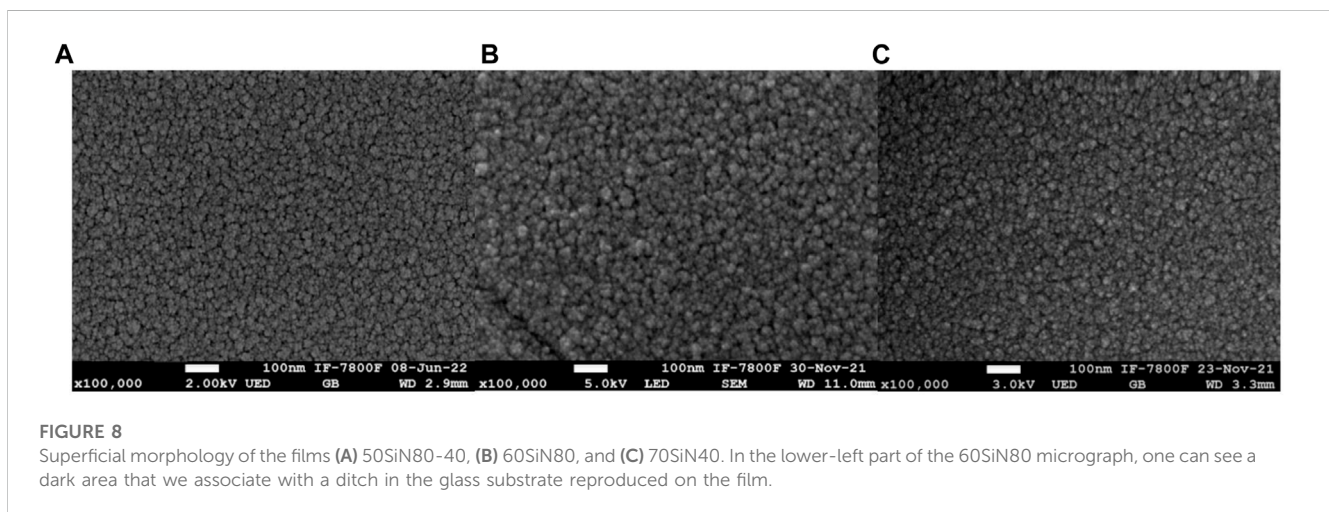 A
B
C
100nm IF-7800F 08-Jun-22
x100,000 2.00kV UED GB WD 2.9mm
100nm IF-7800F 30-Nov-21
x100,000 5.0kV LED SEM WD 11.0mm
100nm IF-7800F 23-Nov-21
x100,000 3.0kV UED GB WD 3.3mm
FIGURE 8
Superficial morphology of the films (A) 50SiN80-40, (B) 60SiN80, and (C) 70SiN40. In the lower-left part of the 60SiN80 micrograph, one can see a
dark area that we associate with a ditch in the glass substrate reproduced on the film.